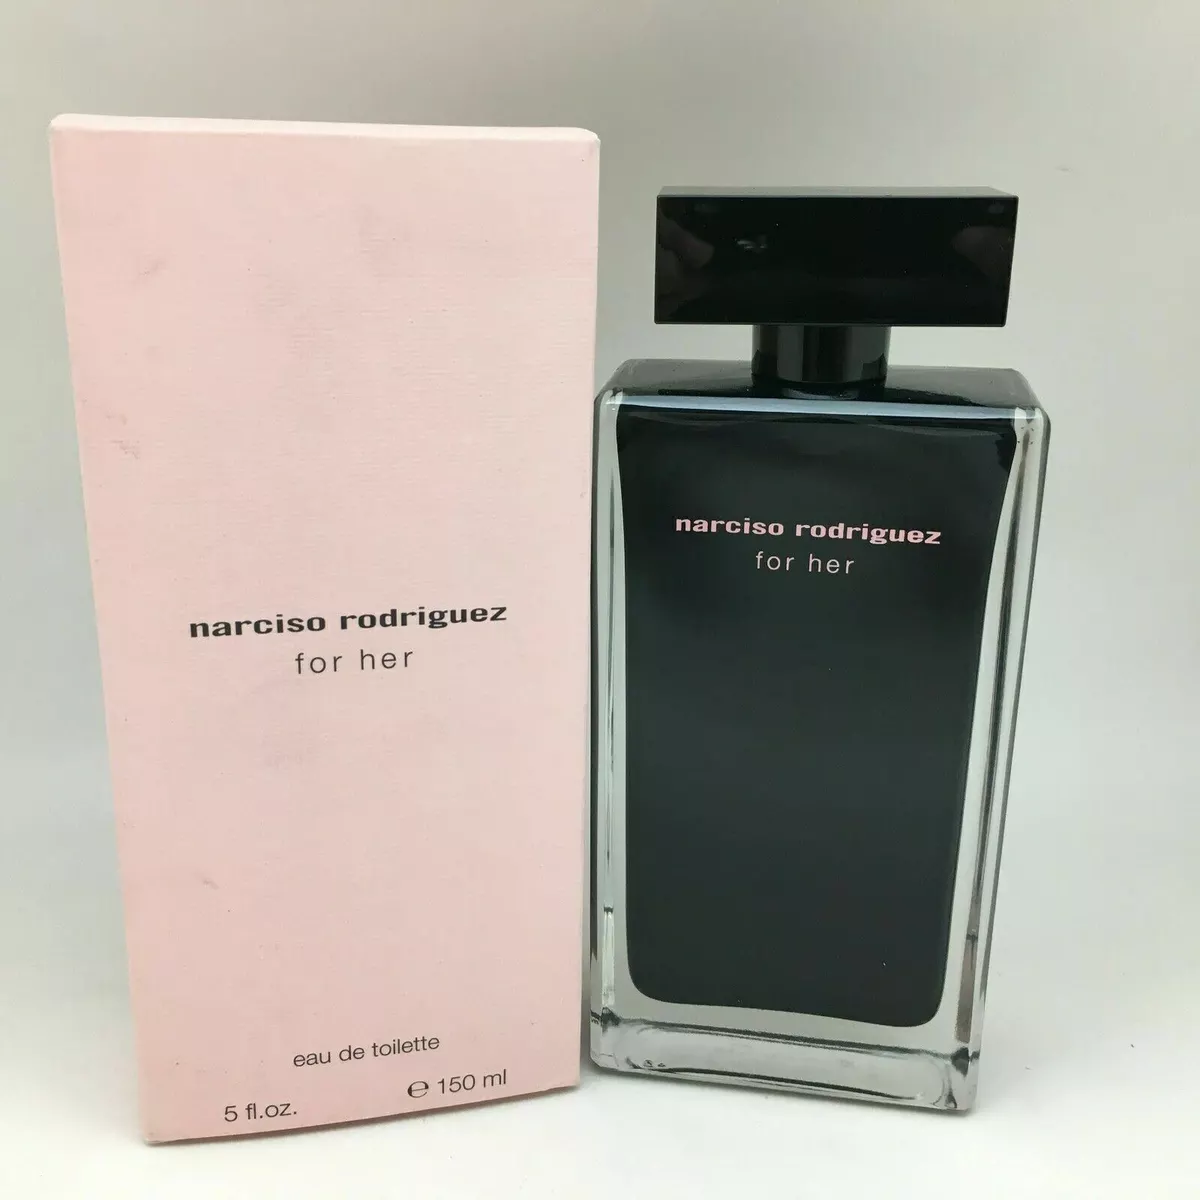 narciso rodriguez
for her
eau de toilette
5 fl.oz.
℮ 150 ml
narciso rodriguez
for her